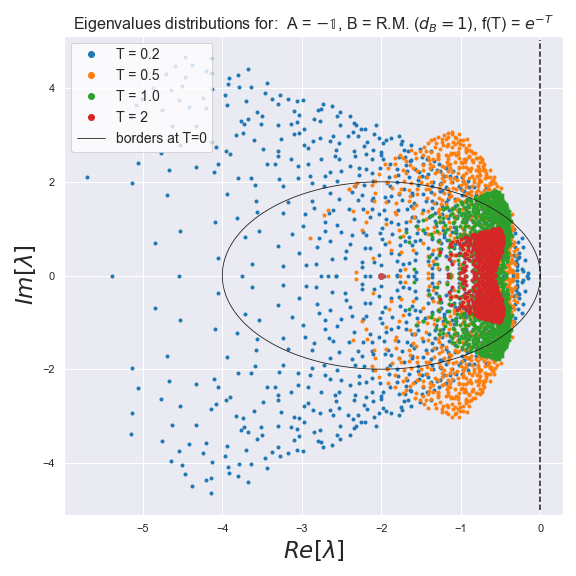 Eigenvalues distributions for: A = −𝟙, B = R.M. (d_B = 1), f(T) = e^{−T}
T = 0.2
T = 0.5
T = 1.0
T = 2
borders at T=0
4
2
0
−2
−4
Im[λ]
−5 −4 −3 −2 −1 0
Re[λ]